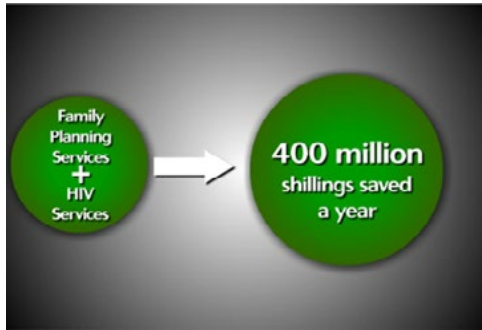 Family
Planning
Services
+
HIV
Services
400 million
shillings saved
a year